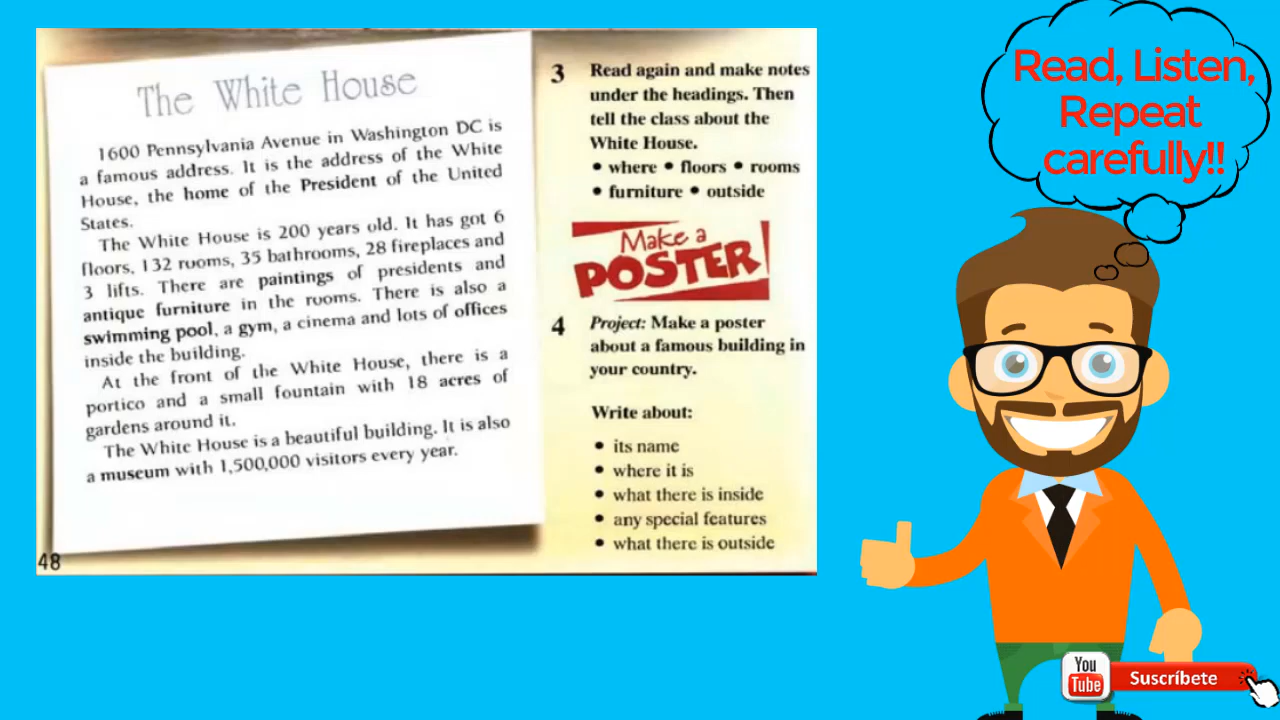 The White House
1600 Pennsylvania Avenue in Washington DC is
a famous address. It is the address of the White
House, the home of the President of the United
States.
The White House is 200 years old. It has got 6
floors, 132 rooms, 35 bathrooms, 28 fireplaces and
3 lifts. There are paintings of presidents and
antique furniture in the rooms. There is also a
swimming pool, a gym, a cinema and lots of offices
inside the building.
At the front of the White House, there is a
portico and a small fountain with 18 acres of
gardens around it.
The White House is a beautiful building. It is also
a museum with 1,500,000 visitors every year.
48
3 Read again and make notes
under the headings. Then
tell the class about the
White House.
• where • floors • rooms
• furniture • outside
Make a
POSTER
4 Project: Make a poster
about a famous building in
your country.
Write about:
• its name
• where it is
• what there is inside
• any special features
• what there is outside
Read, Listen,
Repeat
carefully!!
You
Tube
Suscríbete